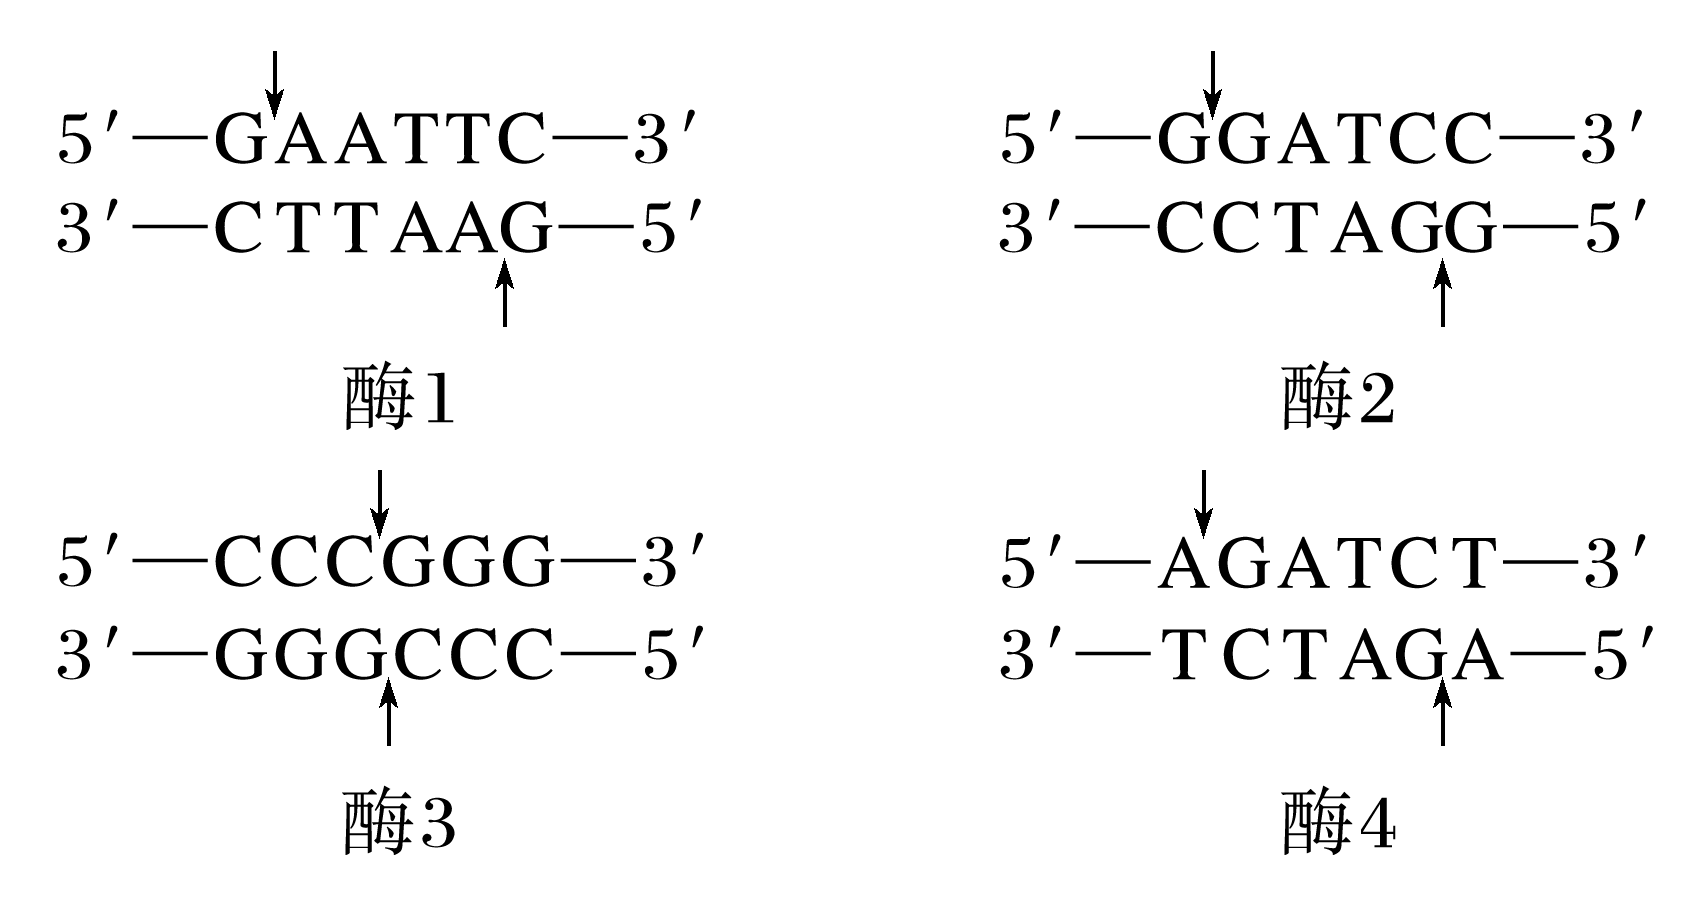 5′—GAATTC—3′
3′—CTTAAG—5′
酶1
5′—GGATCC—3′
3′—CCTAGG—5′
酶2
5′—CCCGGG—3′
3′—GGGCCC—5′
酶3
5′—AGATCT—3′
3′—TCTAGA—5′
酶4